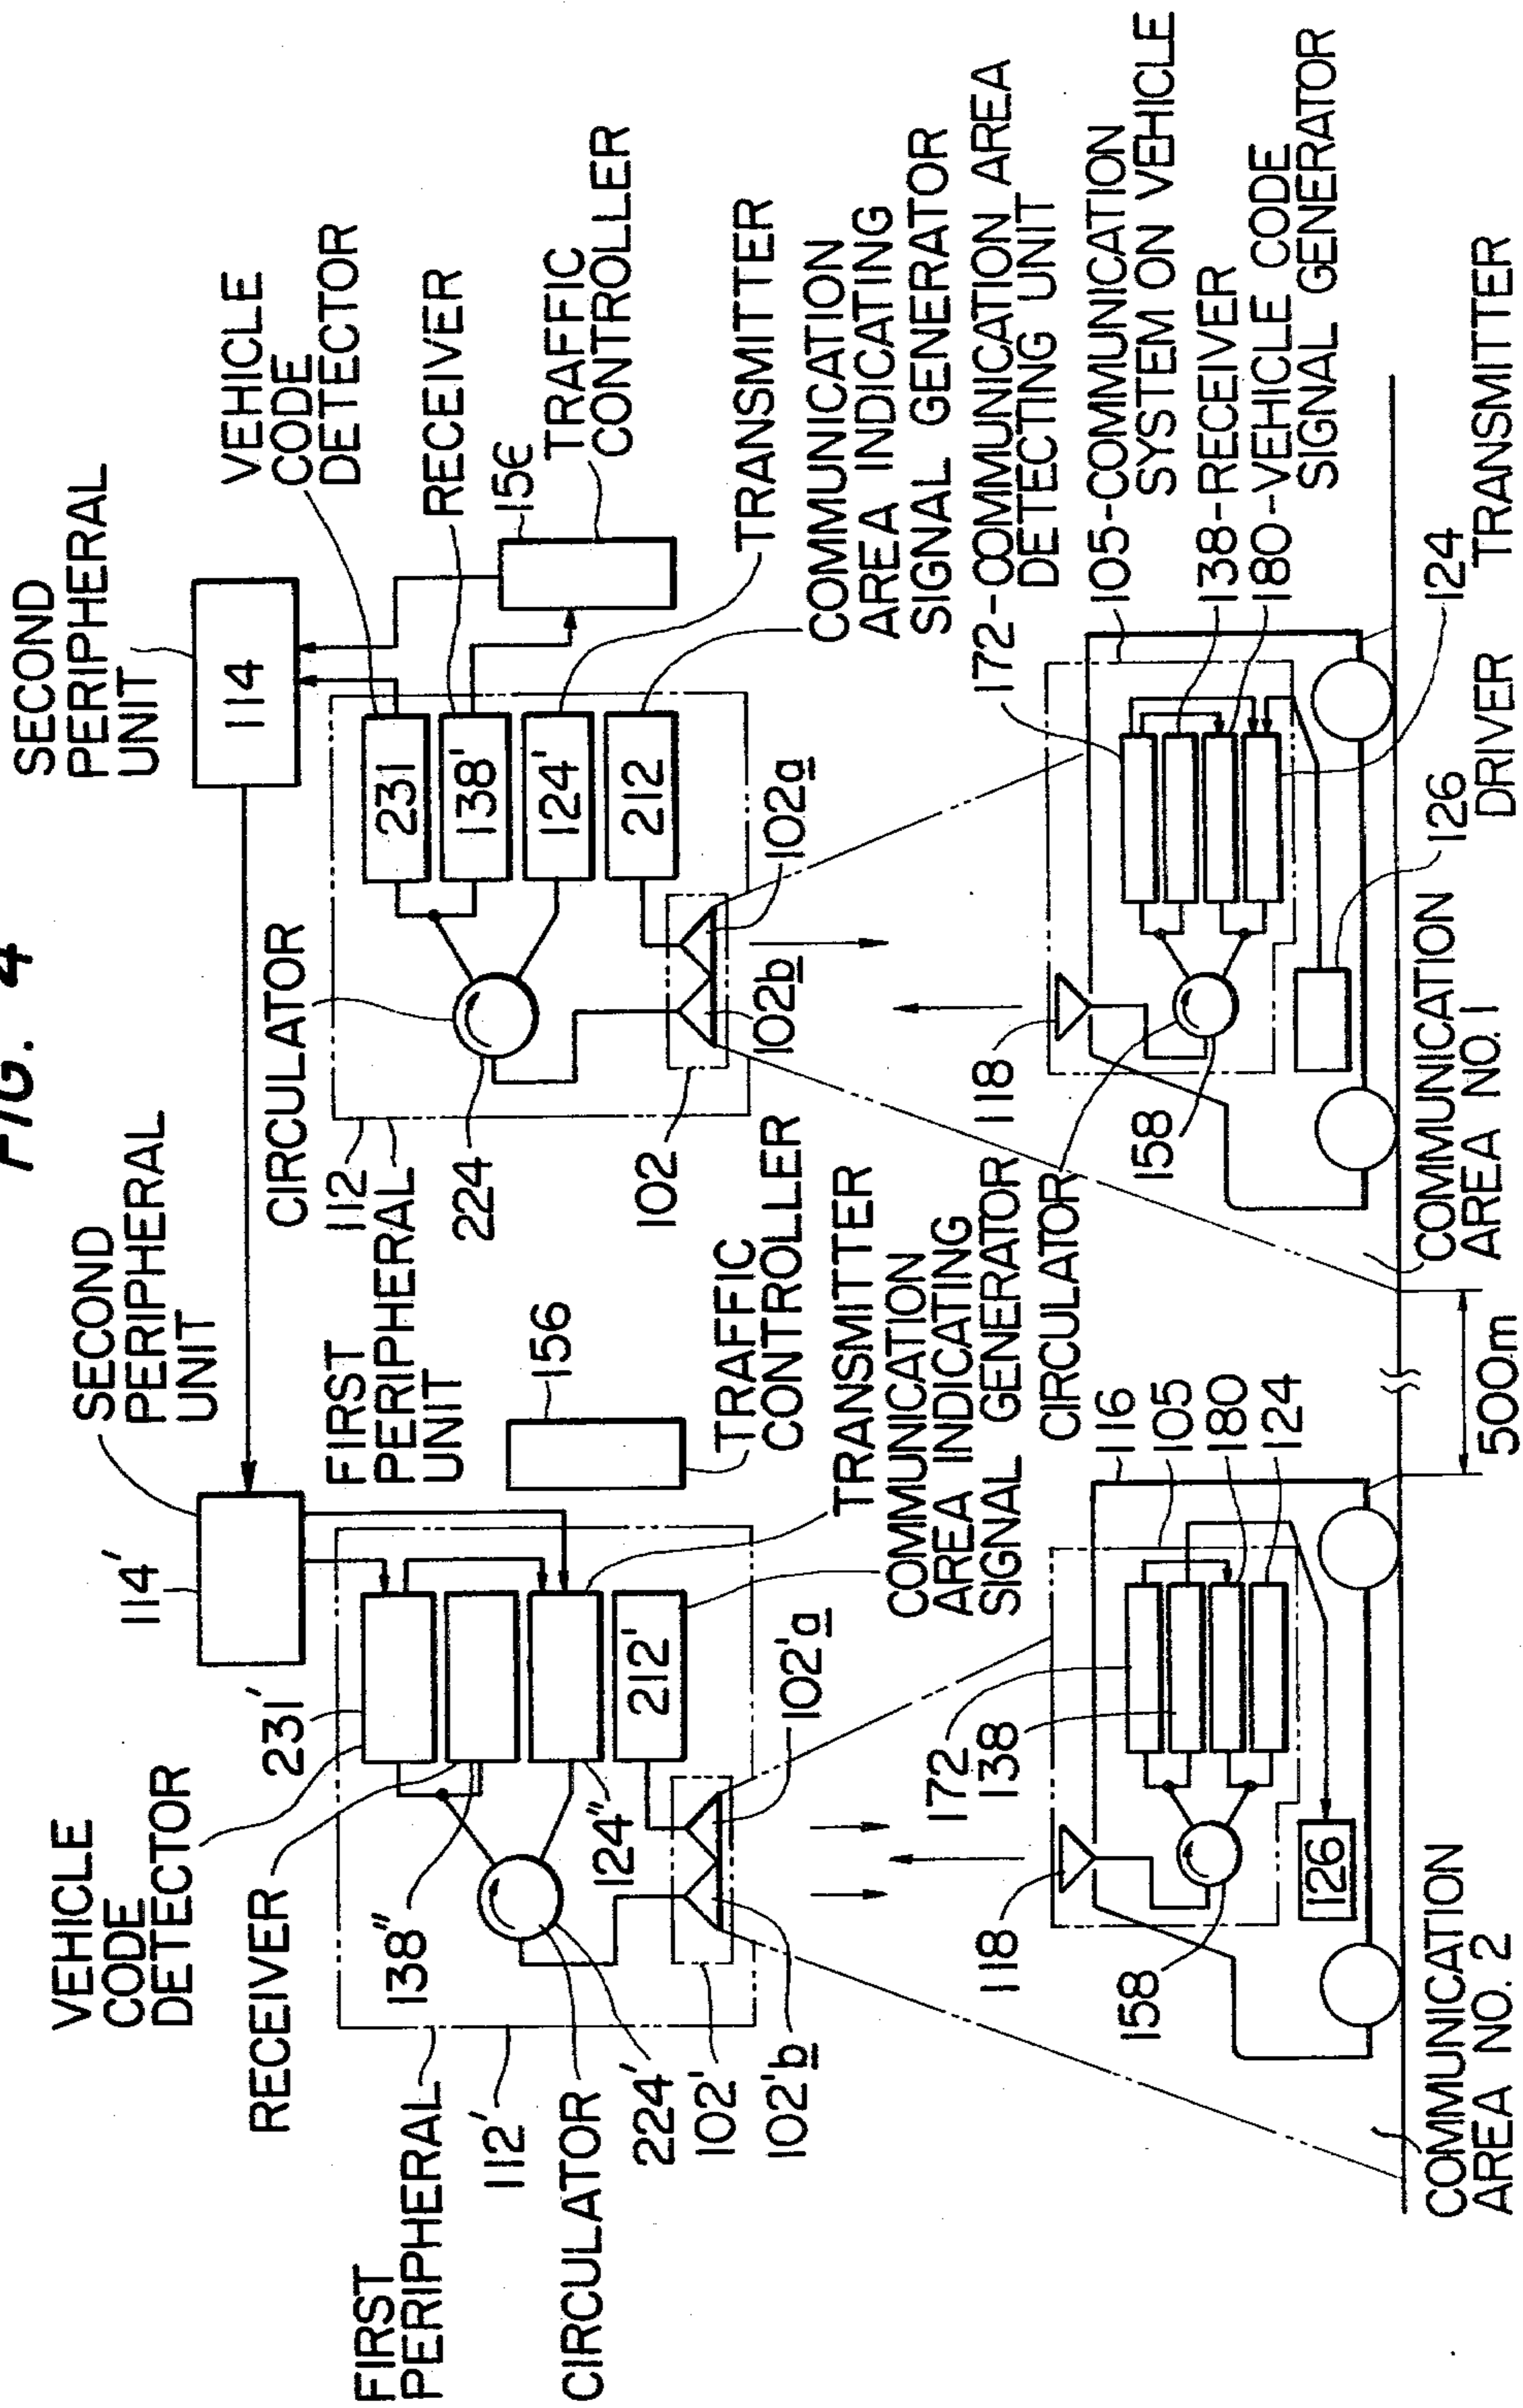 FIG. 4
SECOND
PERIPHERAL
UNIT
114
VEHICLE
CODE
DETECTOR
RECEIVER
156
TRAFFIC
CONTROLLER
TRANSMITTER
COMMUNICATION
AREA INDICATING
SIGNAL GENERATOR
231
138'
124'
212
CIRCULATOR
112
FIRST
PERIPHERAL
UNIT
224
102
102b
102a
SECOND
PERIPHERAL
UNIT
114'
VEHICLE
CODE
DETECTOR
231'
RECEIVER
138"
124"
212'
156
TRAFFIC
CONTROLLER
TRANSMITTER
COMMUNICATION
AREA INDICATING
SIGNAL GENERATOR
FIRST
PERIPHERAL
112'
CIRCULATOR
224'
102'
102'b
102'a
172-COMMUNICATION AREA
DETECTING UNIT
105-COMMUNICATION
SYSTEM ON VEHICLE
138-RECEIVER
180-VEHICLE CODE
SIGNAL GENERATOR
124
TRANSMITTER
126
DRIVER
118
158
CIRCULATOR
COMMUNICATION
AREA NO. 1
500m
116
105
180
124
172
138
118
158
126
COMMUNICATION
AREA NO. 2